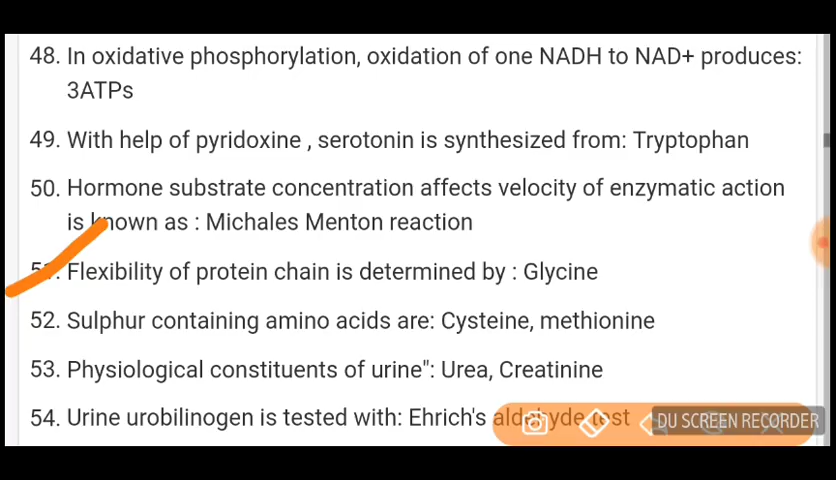 48. In oxidative phosphorylation, oxidation of one NADH to NAD+ produces:
3ATPs
49. With help of pyridoxine , serotonin is synthesized from: Tryptophan
50. Hormone substrate concentration affects velocity of enzymatic action
is known as : Michales Menton reaction
51. Flexibility of protein chain is determined by : Glycine
52. Sulphur containing amino acids are: Cysteine, methionine
53. Physiological constituents of urine": Urea, Creatinine
54. Urine urobilinogen is tested with: Ehrich's aldehyde test
DU SCREEN RECORDER